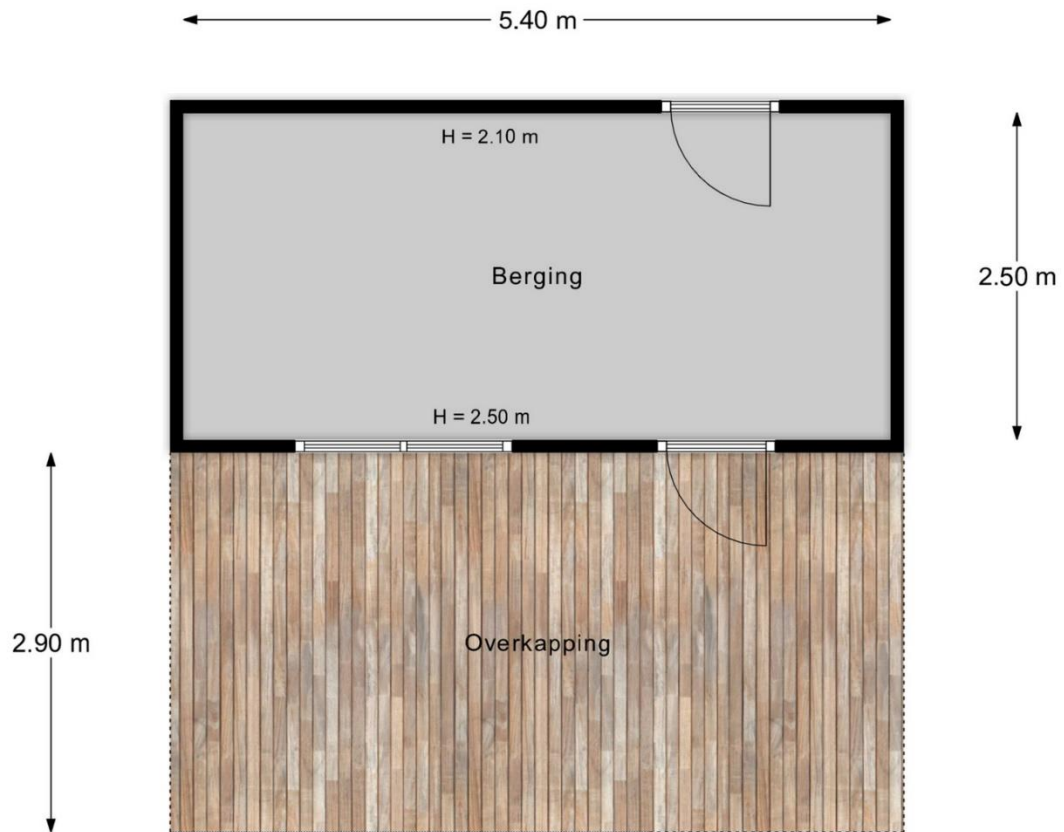 5.40 m
H = 2.10 m
Berging
2.50 m
H = 2.50 m
2.90 m
Overkapping